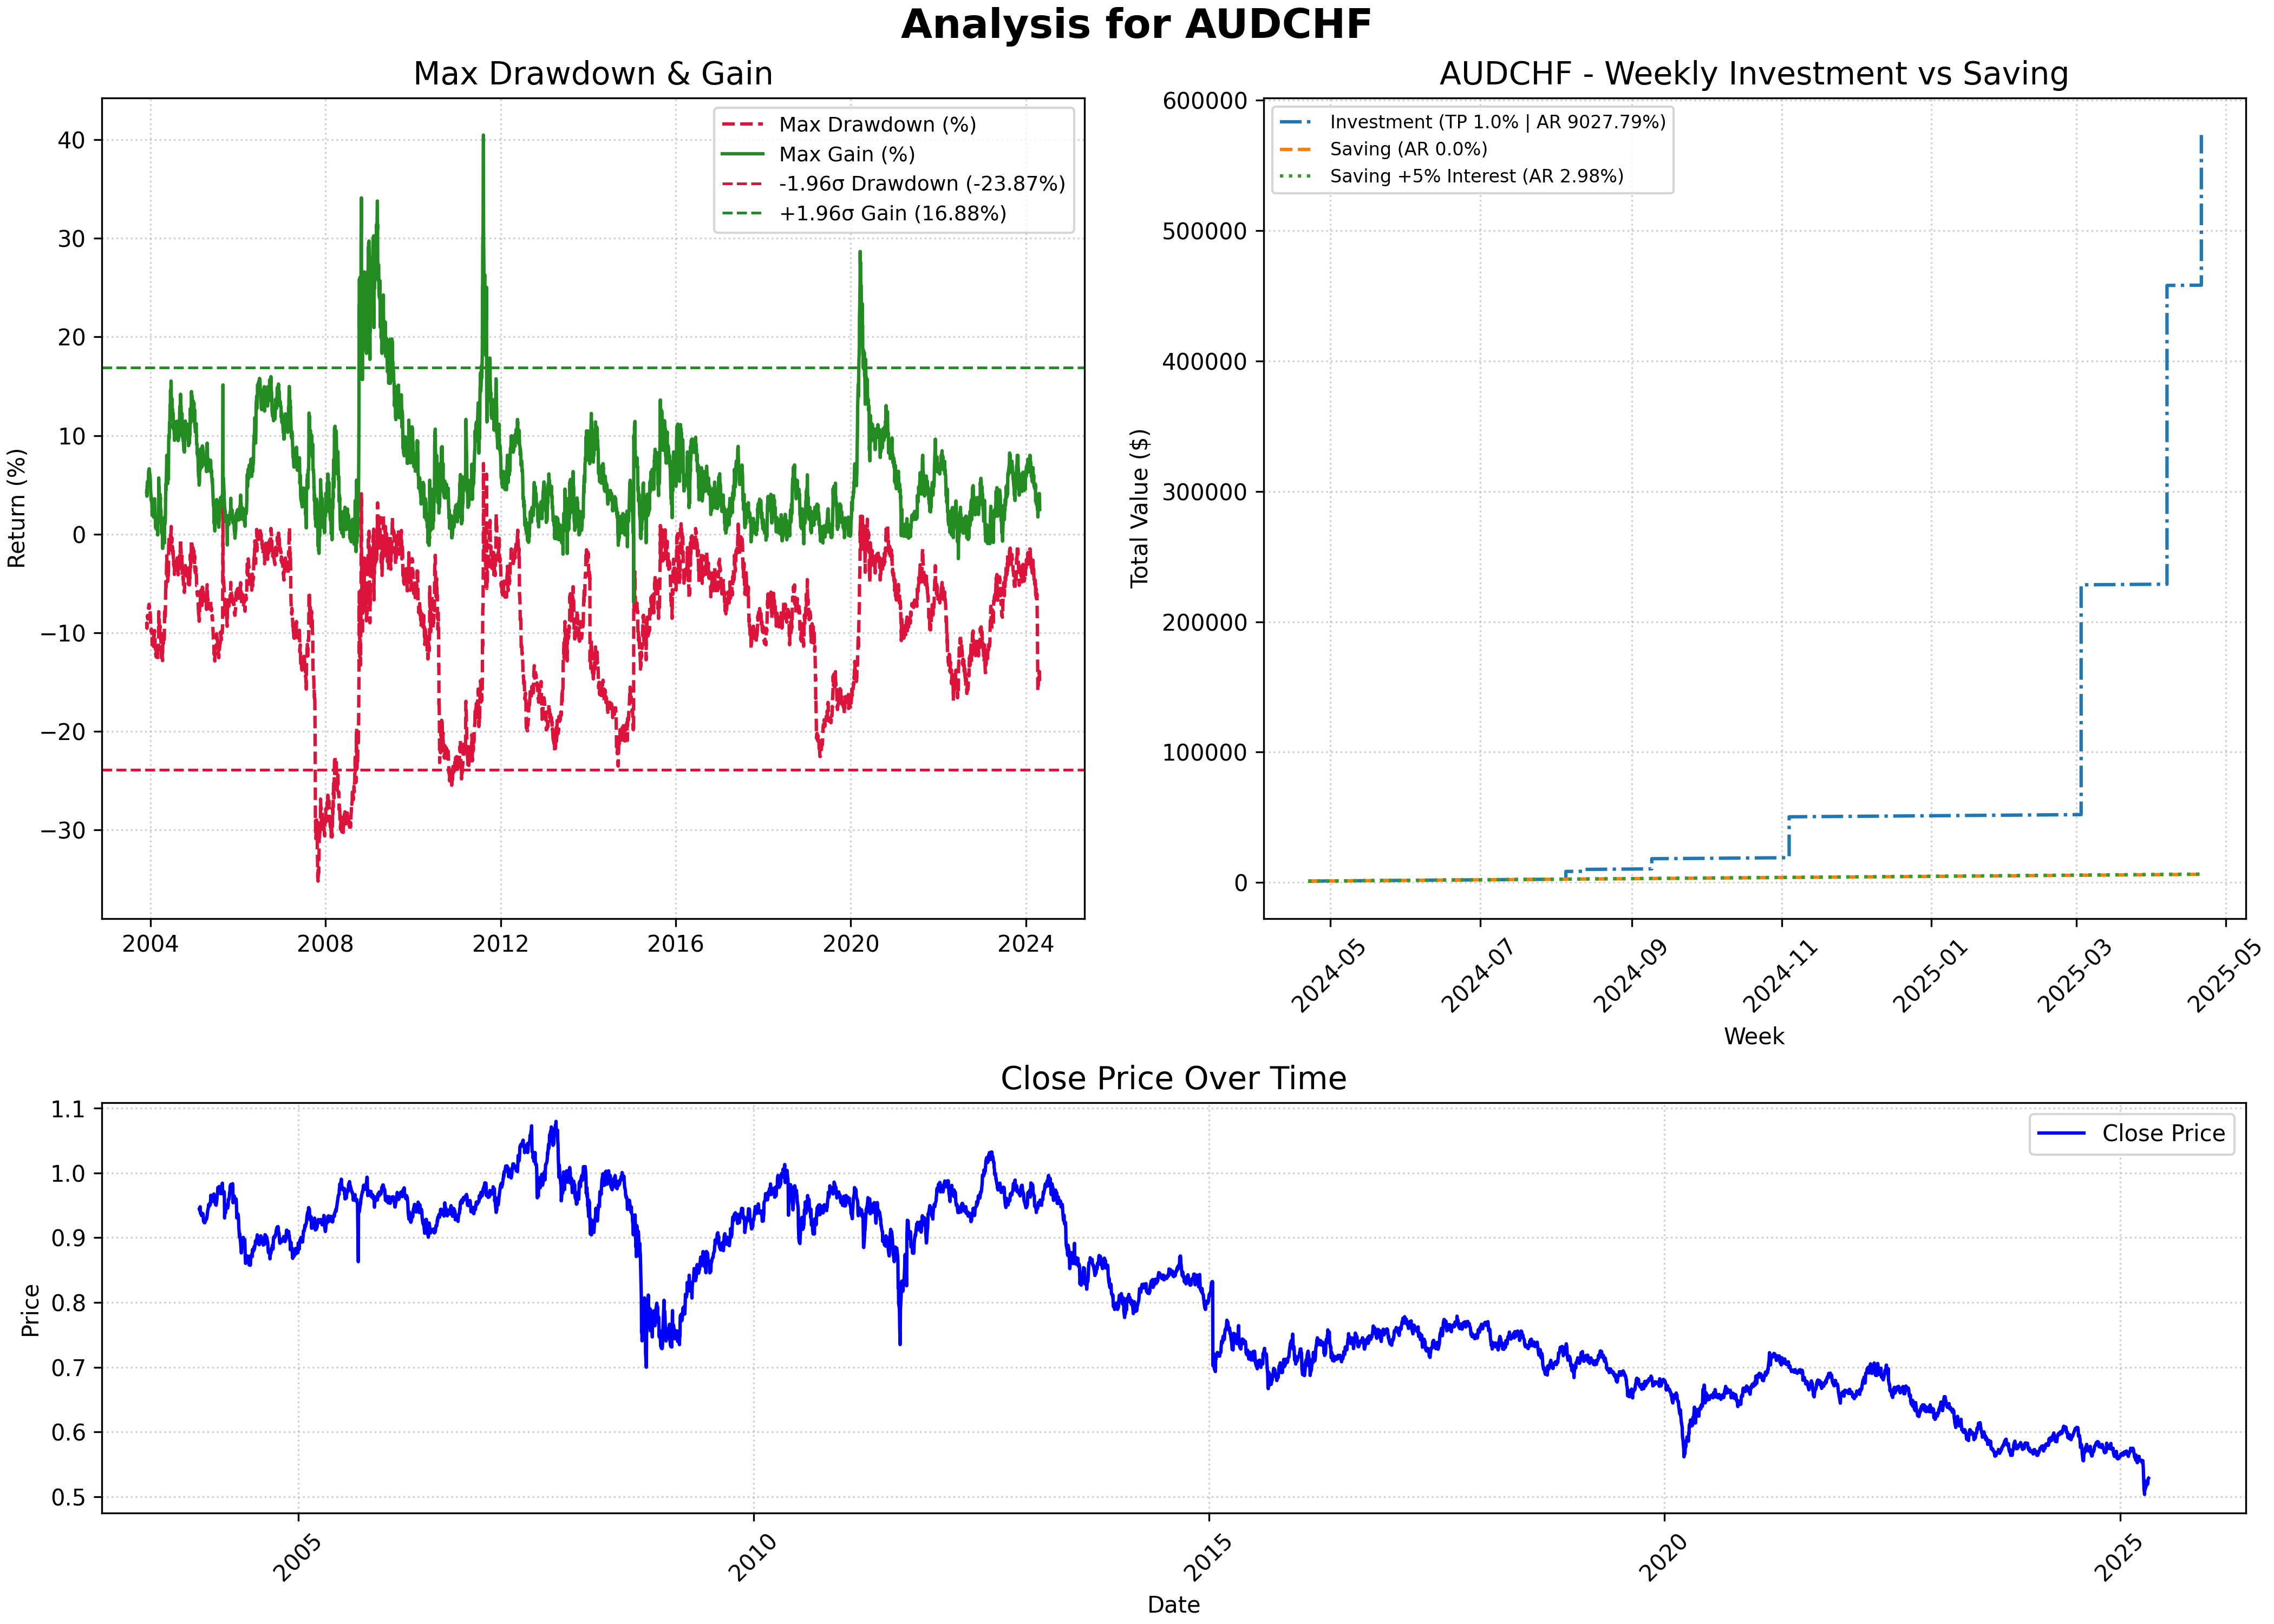 Analysis for AUDCHF
Max Drawdown & Gain
Return (%)
40
30
20
10
0
−10
−20
−30
2004
2008
2012
2016
2020
2024
Max Drawdown (%)
Max Gain (%)
-1.96σ Drawdown (-23.87%)
+1.96σ Gain (16.88%)
AUDCHF - Weekly Investment vs Saving
Total Value ($)
600000
500000
400000
300000
200000
100000
0
Investment (TP 1.0% | AR 9027.79%)
Saving (AR 0.0%)
Saving +5% Interest (AR 2.98%)
2024-05
2024-07
2024-09
2024-11
2025-01
2025-03
2025-05
Week
Close Price Over Time
Price
1.1
1.0
0.9
0.8
0.7
0.6
0.5
Close Price
2005
2010
2015
2020
2025
Date